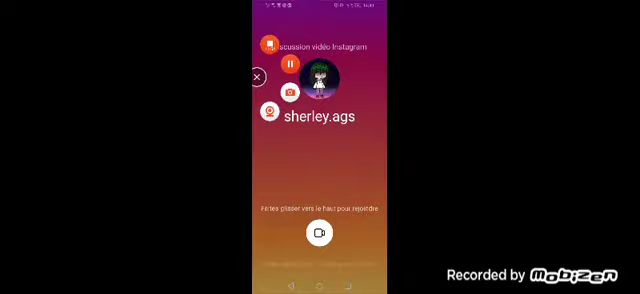 scussion vidéo Instagram
sherley.ags
Faites glisser vers le haut pour rejoindre
Recorded by Mobizen